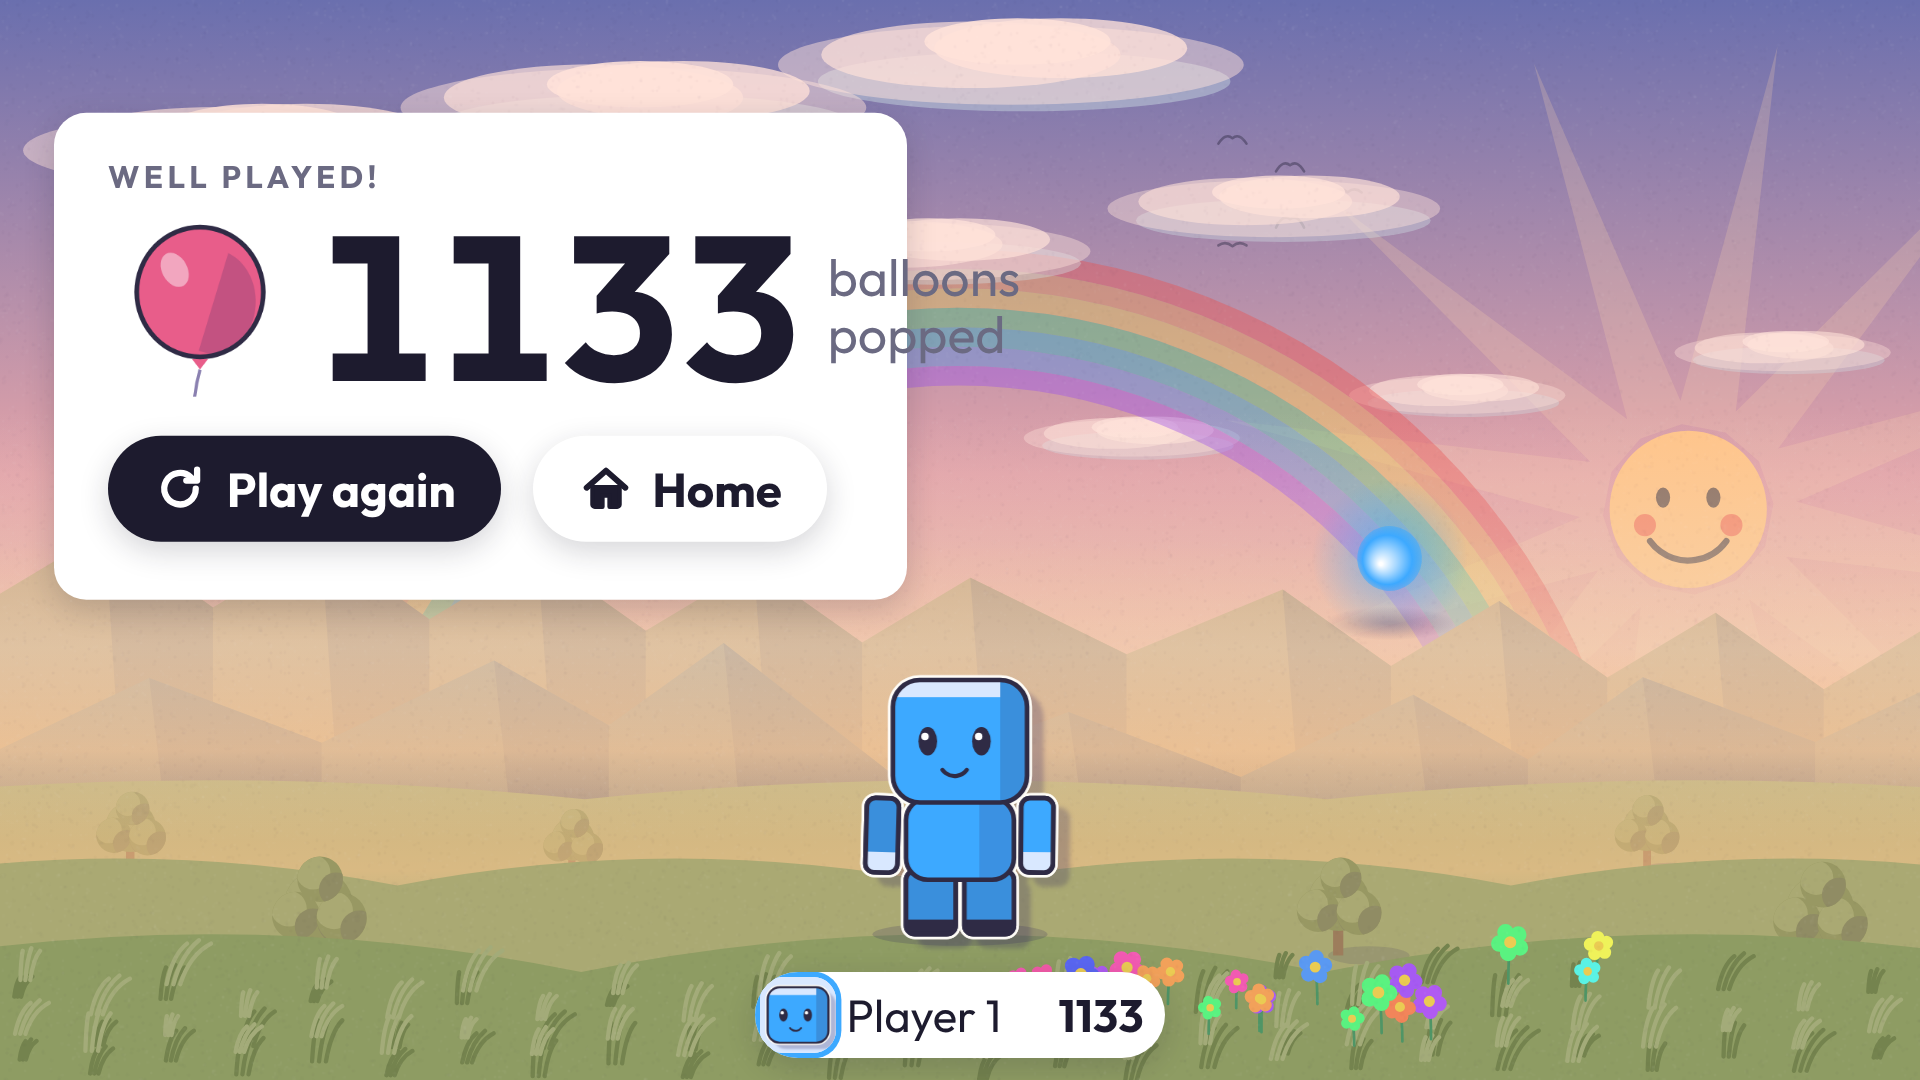 WELL PLAYED!
1133
balloons
popped
Play again
Home
Player 1 1133